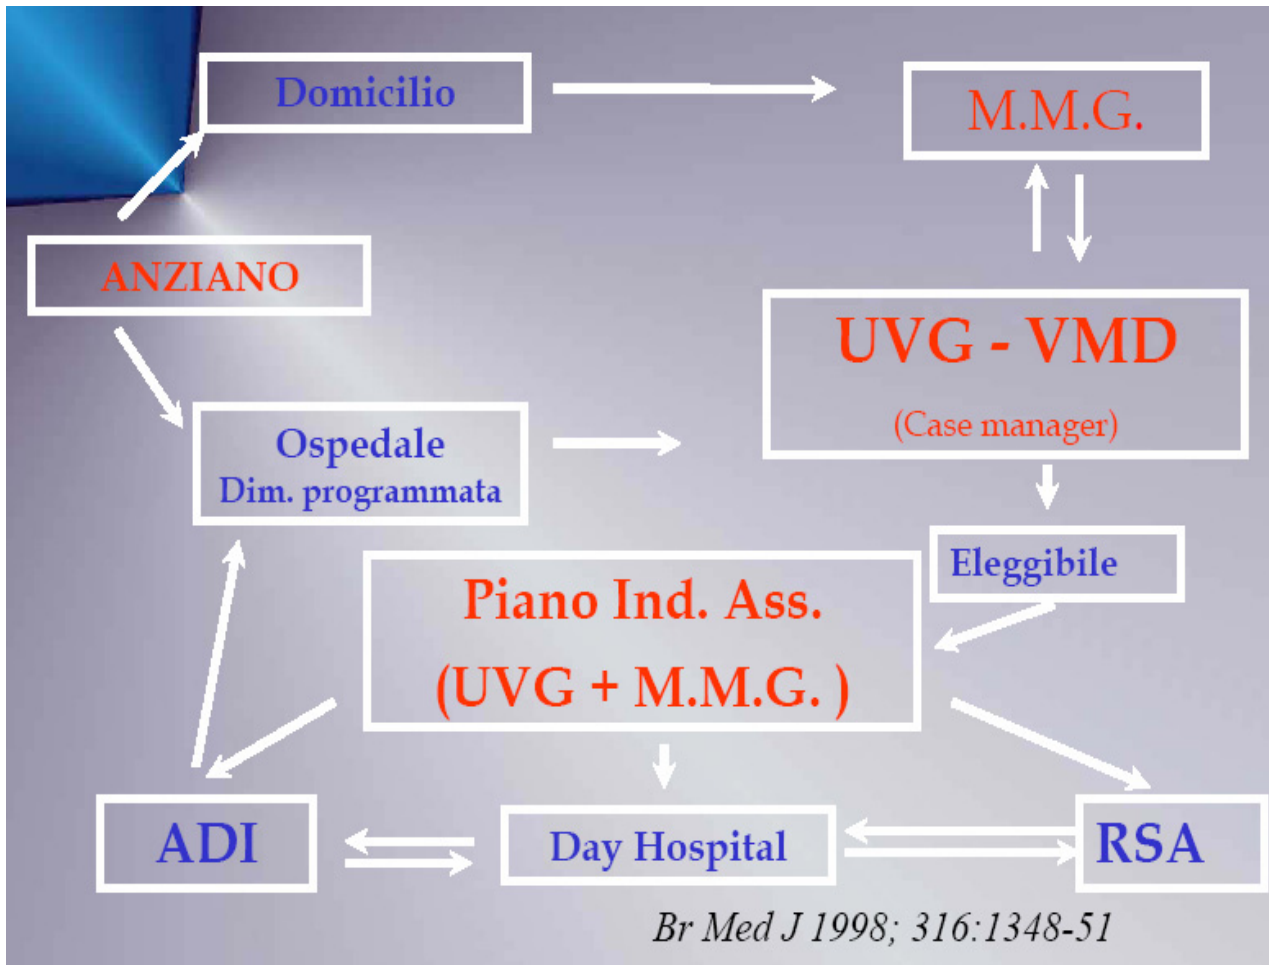 Domicilio
M.M.G.
ANZIANO
UVG - VMD
(Case manager)
Ospedale
Dim. programmata
Eleggibile
Piano Ind. Ass.
(UVG + M.M.G. )
ADI
Day Hospital
RSA
Br Med J 1998; 316:1348-51